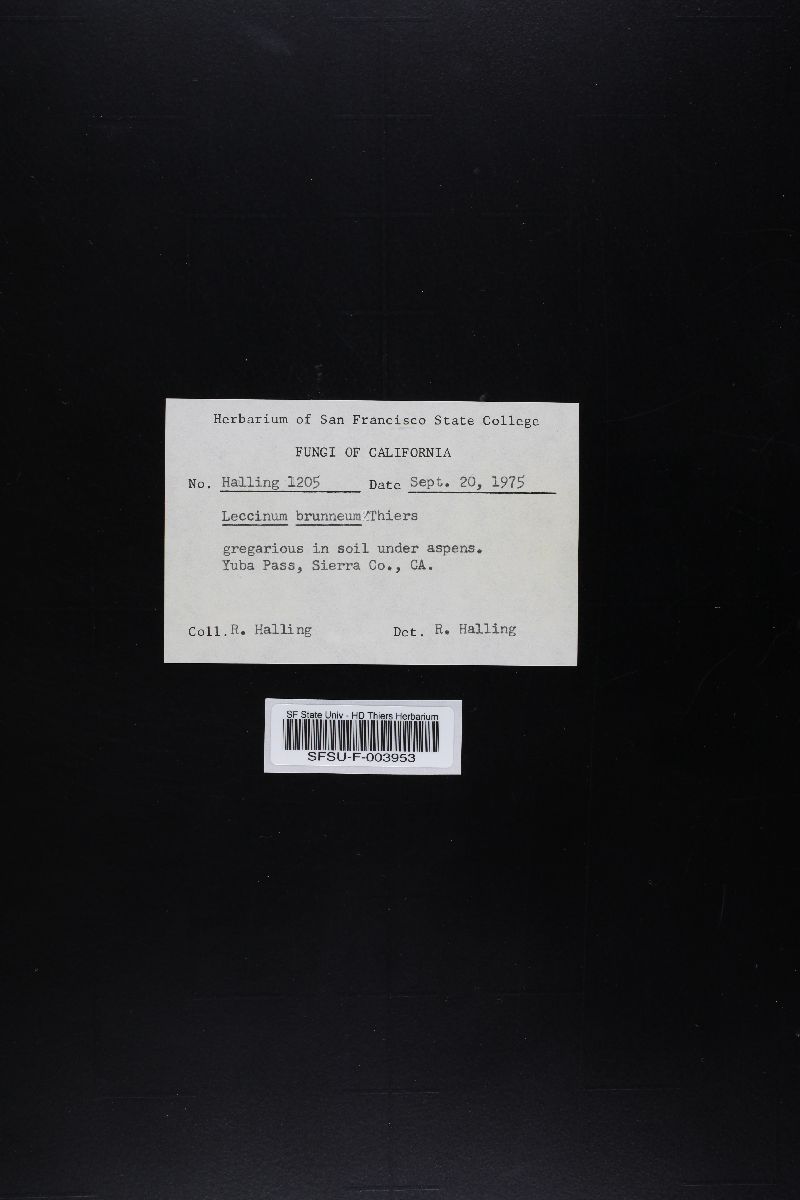 Herbarium of San Francisco State College
FUNGI OF CALIFORNIA
No. Halling 1205 Date Sept. 20, 1975
Leccinum brunneum Thiers
gregarious in soil under aspens.
Yuba Pass, Sierra Co., CA.
Coll. R. Halling Det. R. Halling
SF State Univ - HD Thiers Herbarium
SFSU-F-003953